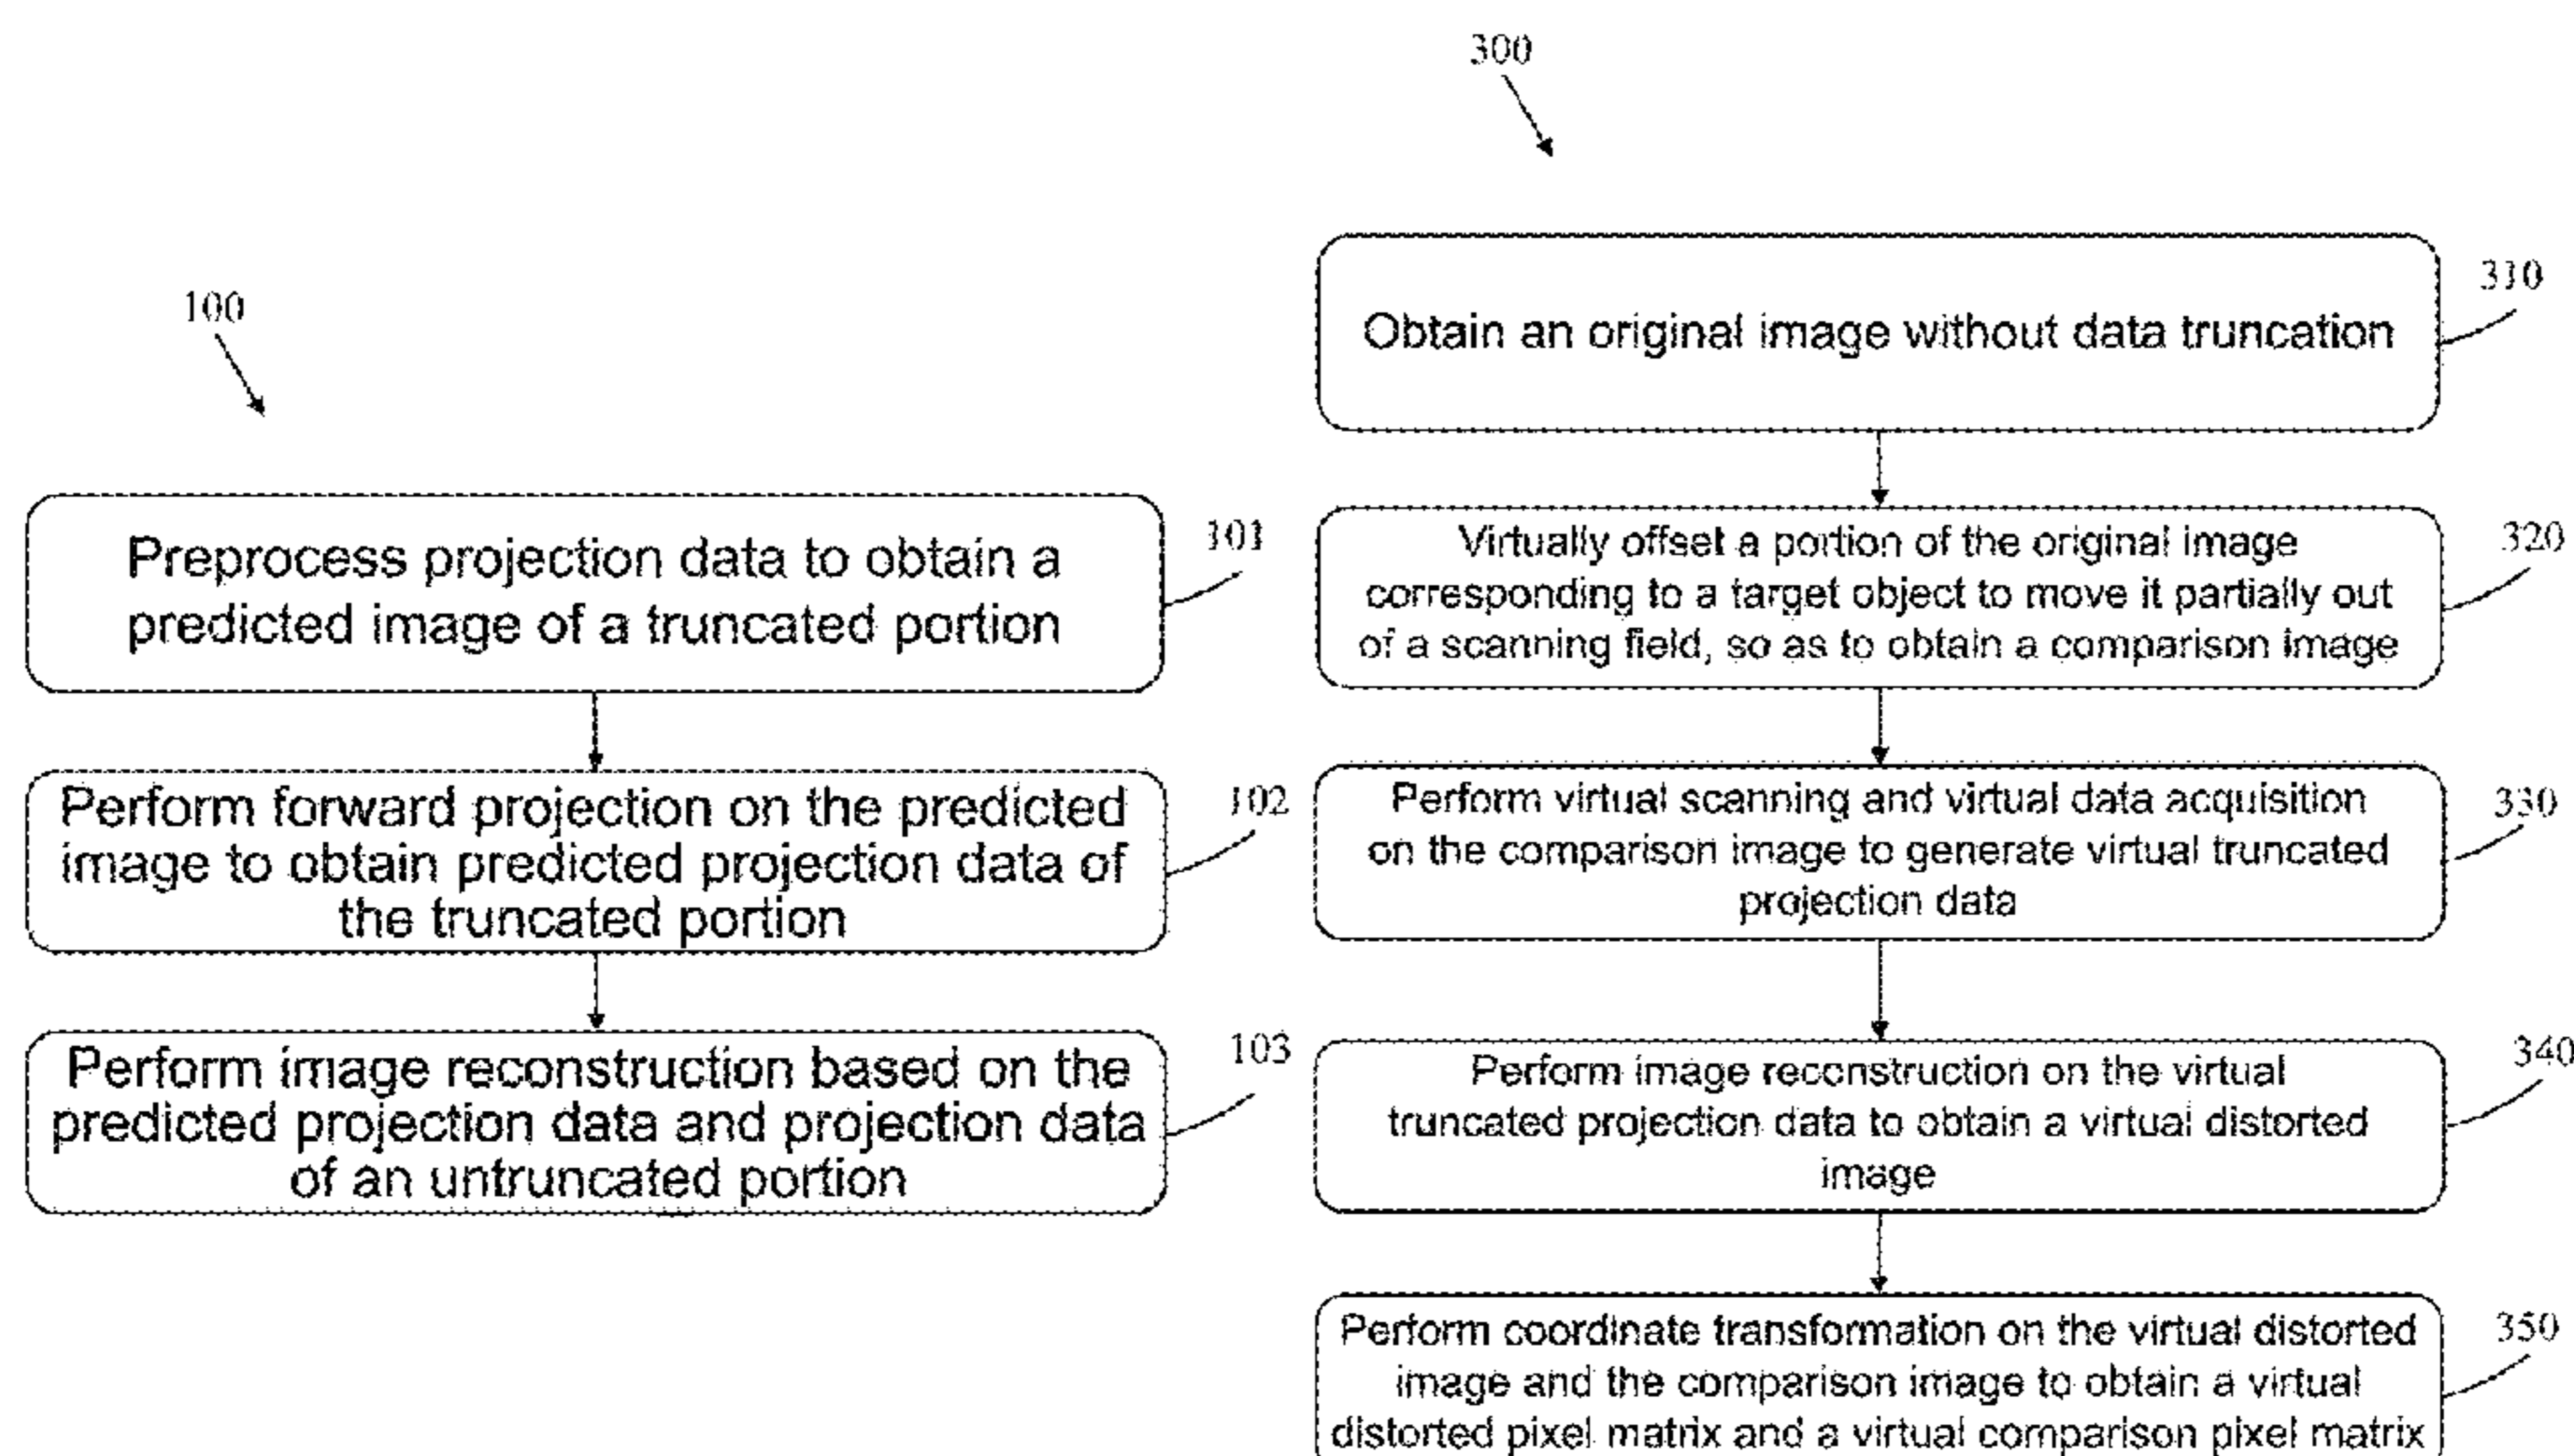 100
Preprocess projection data to obtain a
predicted image of a truncated portion
101
Perform forward projection on the predicted
image to obtain predicted projection data of
the truncated portion
102
Perform image reconstruction based on the
predicted projection data and projection data
of an untruncated portion
103
300
Obtain an original image without data truncation
310
Virtually offset a portion of the original image
corresponding to a target object to move it partially out
of a scanning field, so as to obtain a comparison image
320
Perform virtual scanning and virtual data acquisition
on the comparison image to generate virtual truncated
projection data
330
Perform image reconstruction on the virtual
truncated projection data to obtain a virtual distorted
image
340
Perform coordinate transformation on the virtual distorted
image and the comparison image to obtain a virtual
distorted pixel matrix and a virtual comparison pixel matrix
350